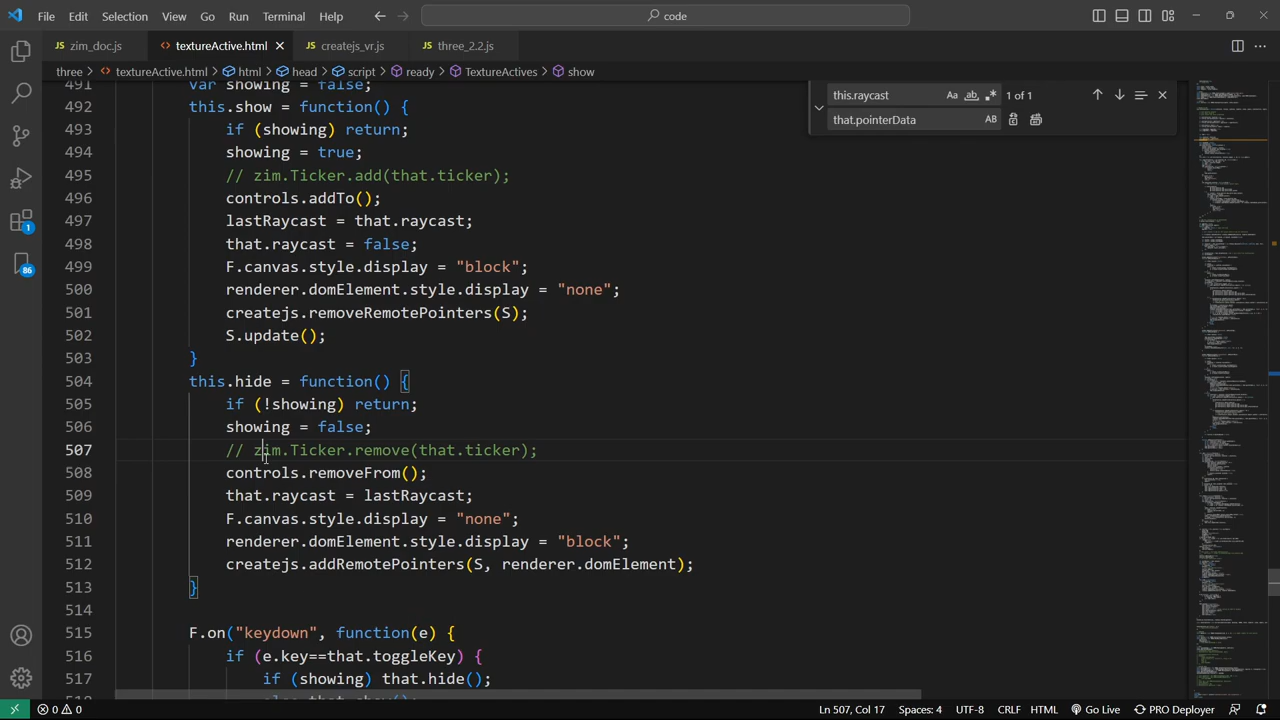 File Edit Selection View Go Run Terminal Help code
zim_doc.js textureActive.html createjs_vr.js three_2.2.js
three > textureActive.html > html > head > script > ready > TextureActives > show
491 var showing = false;
492 this.show = function() {
493 if (showing) return;
494 showing = true;
495 // zim.Ticker.add(that.ticker);
496 controls.addTo();
497 lastRaycast = that.raycast;
498 that.raycast = false;
499 F.canvas.style.display = "block";
500 renderer.domElement.style.display = "none";
501 createjs.removeRemotePointers(S);
502 S.update();
503 }
504 this.hide = function() {
505 if (!showing) return;
506 showing = false;
507 // zim.Ticker.remove(that.ticker);
508 controls.removeFrom();
509 that.raycast = lastRaycast;
510 F.canvas.style.display = "none";
511 renderer.domElement.style.display = "block";
512 createjs. (S, renderer.domElement);
513 }
514
515 F.on("keydown", function(e) {
516 if (e.key==that.toggleKey) {
517 if (showing) that.hide();
this.raycast Aa ab 1 of 1
that.pointerData AB
1
86
0 0 Ln 507, Col 17 Spaces: 4 UTF-8 CRLF HTML Go Live PRO Deployer